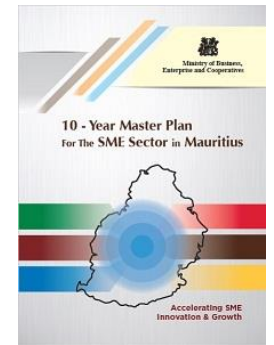 Ministry of Business,
Enterprise and Cooperatives
10 - Year Master Plan
For The SME Sector in Mauritius
Accelerating SME
Innovation & Growth